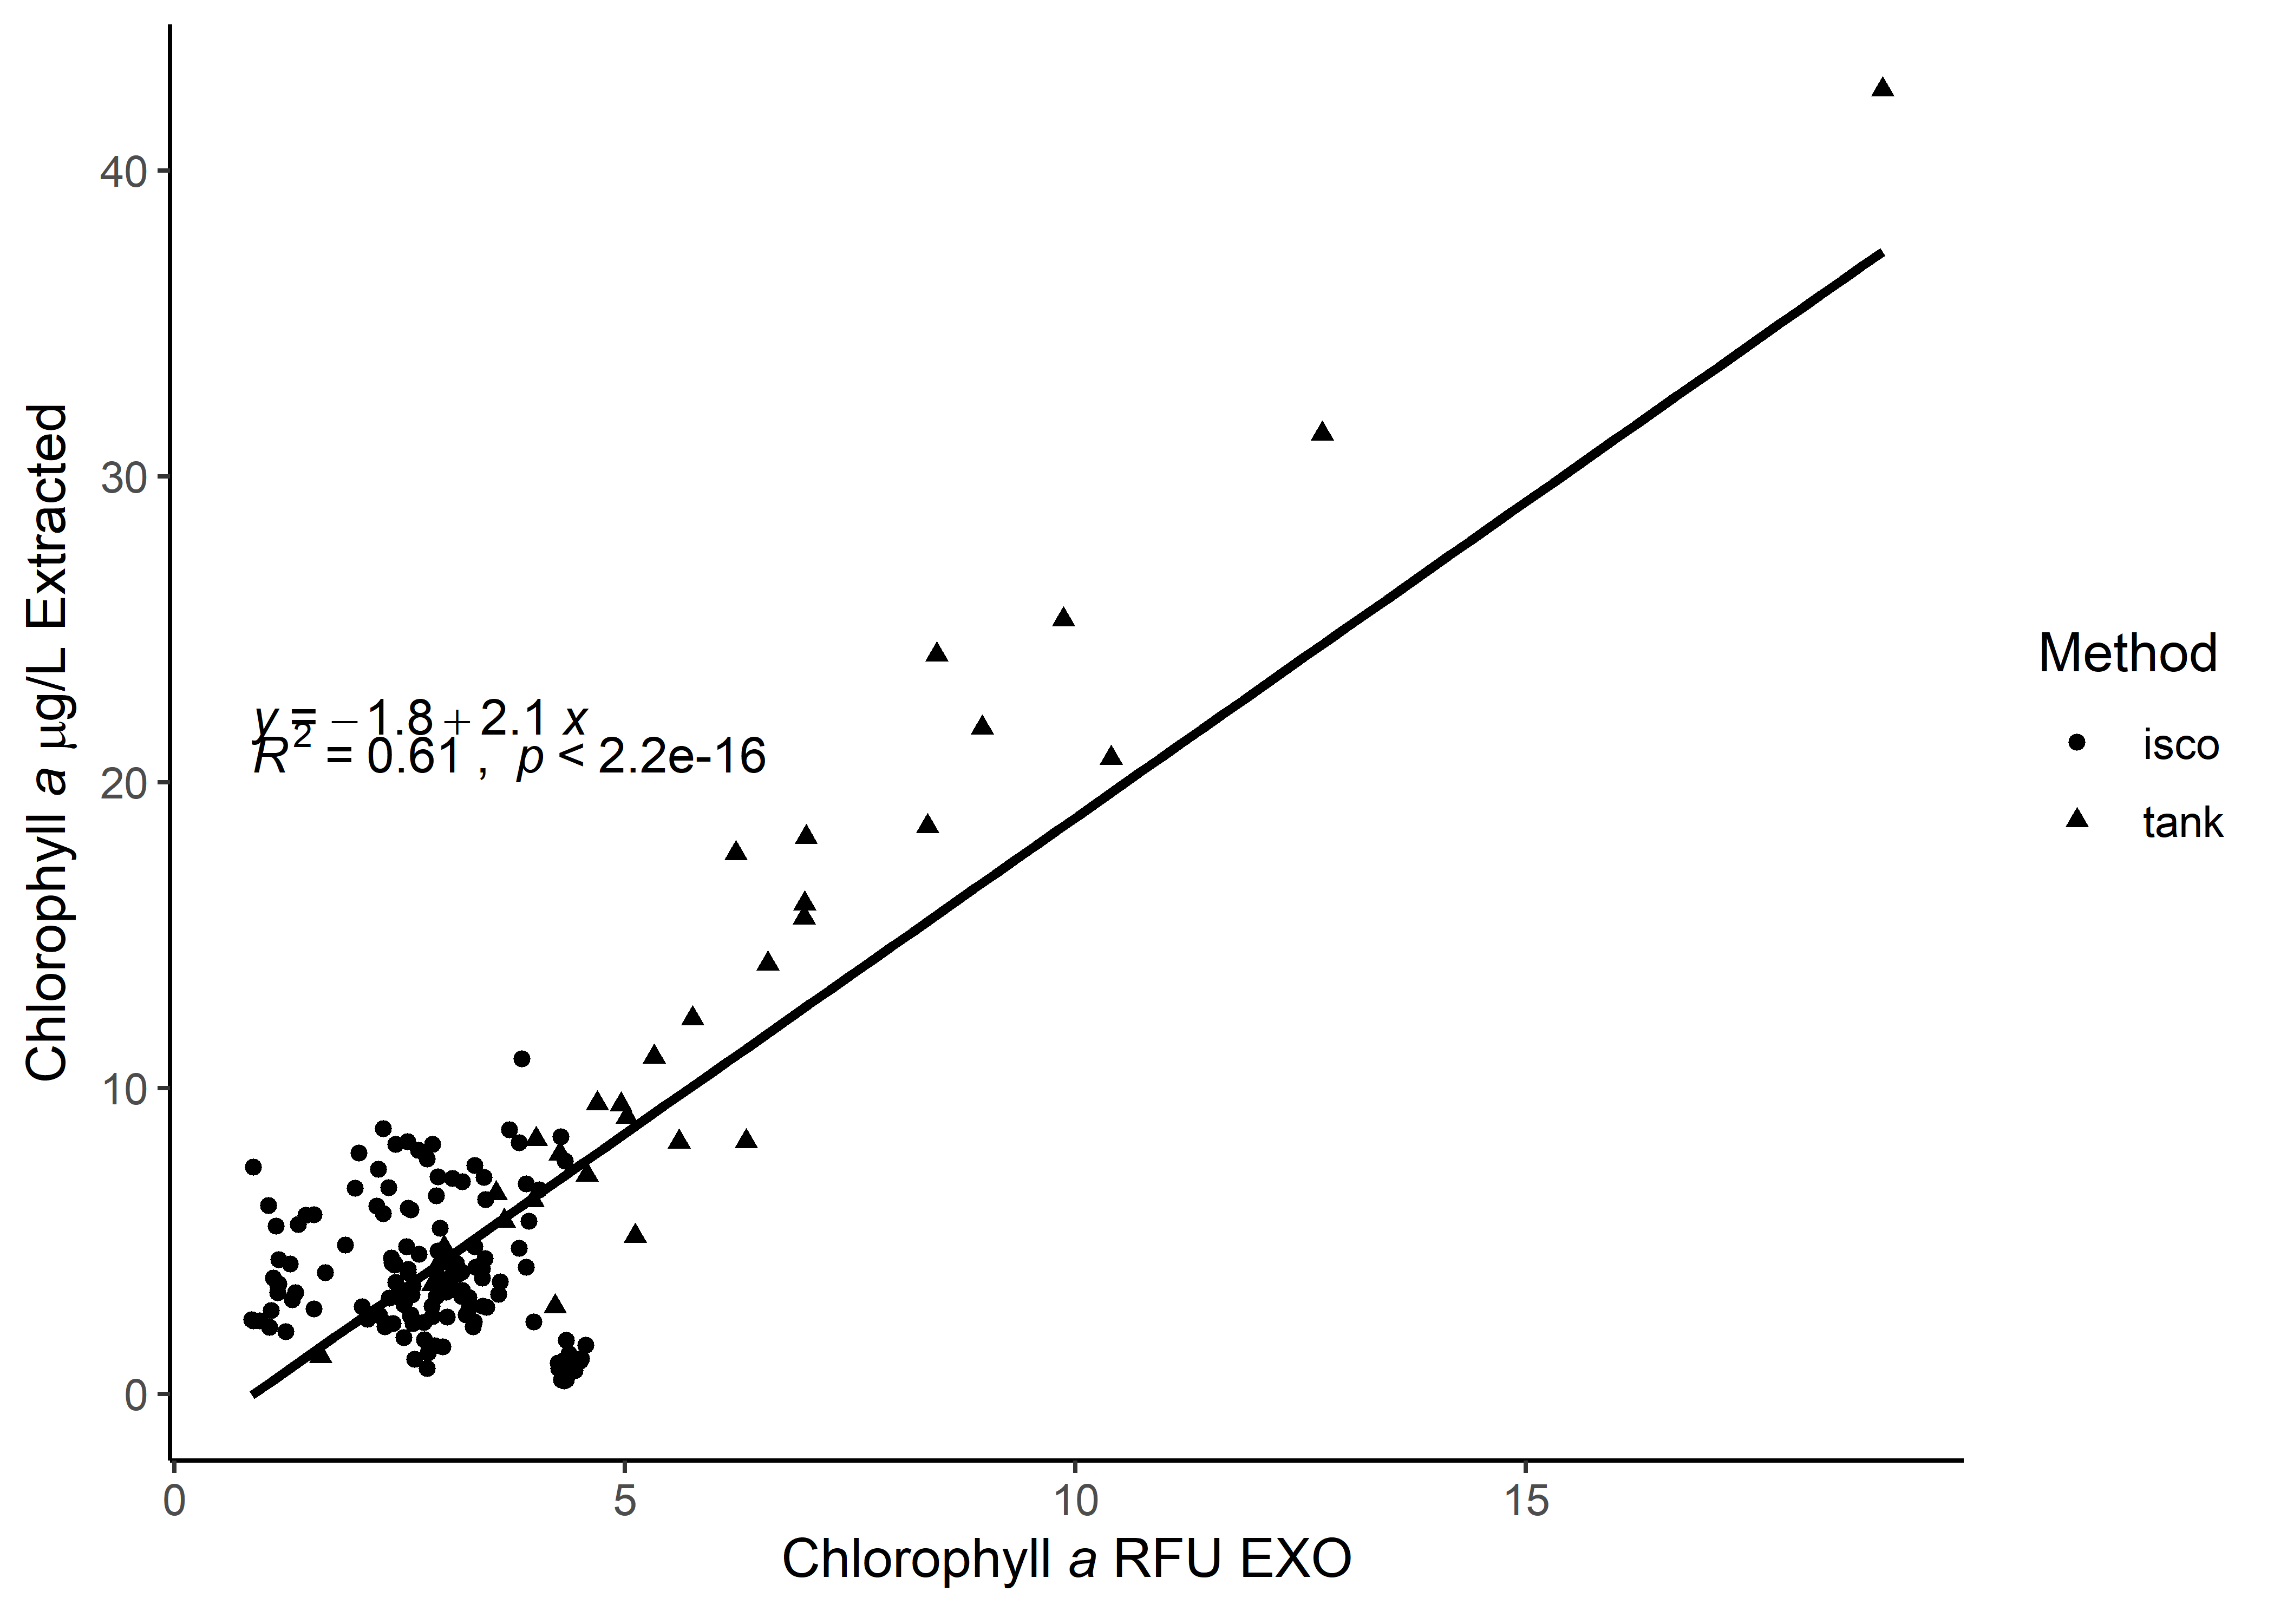 40
30
20
10
0
Chlorophyll a µg/L Extracted
y = −1.8+2.1 x
R² = 0.61 , p < 2.2e-16
0 5 10 15
Chlorophyll a RFU EXO
Method
isco
tank